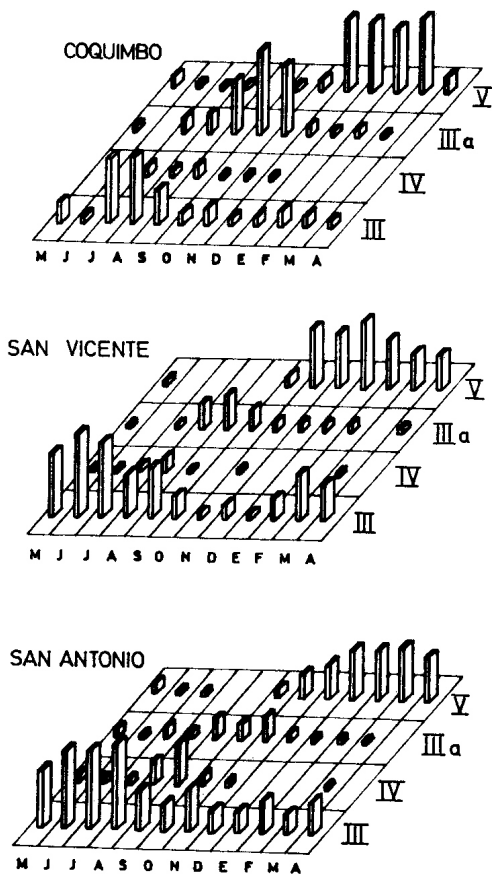 COQUIMBO
V
IIIa
IV
III
M J J A S O N D E F M A
SAN VICENTE
V
IIIa
IV
III
M J J A S O N D E F M A
SAN ANTONIO
V
IIIa
IV
III
M J J A S O N D E F M A